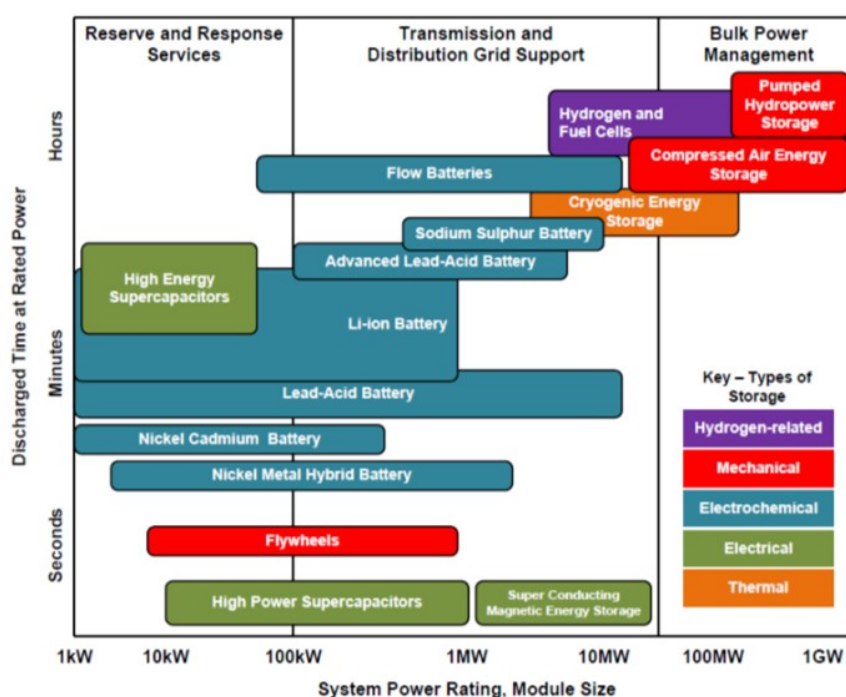 Reserve and Response
Services
Transmission and
Distribution Grid Support
Bulk Power
Management
Discharged Time at Rated Power
Hours
Minutes
Seconds
Pumped
Hydropower
Storage
Hydrogen and
Fuel Cells
Compressed Air Energy
Storage
Flow Batteries
Cryogenic Energy
Storage
Sodium Sulphur Battery
Advanced Lead-Acid Battery
High Energy
Supercapacitors
Li-ion Battery
Lead-Acid Battery
Nickel Cadmium Battery
Nickel Metal Hybrid Battery
Flywheels
High Power Supercapacitors
Super Conducting
Magnetic Energy Storage
Key – Types of
Storage
Hydrogen-related
Mechanical
Electrochemical
Electrical
Thermal
1kW 10kW 100kW 1MW 10MW 100MW 1GW
System Power Rating, Module Size